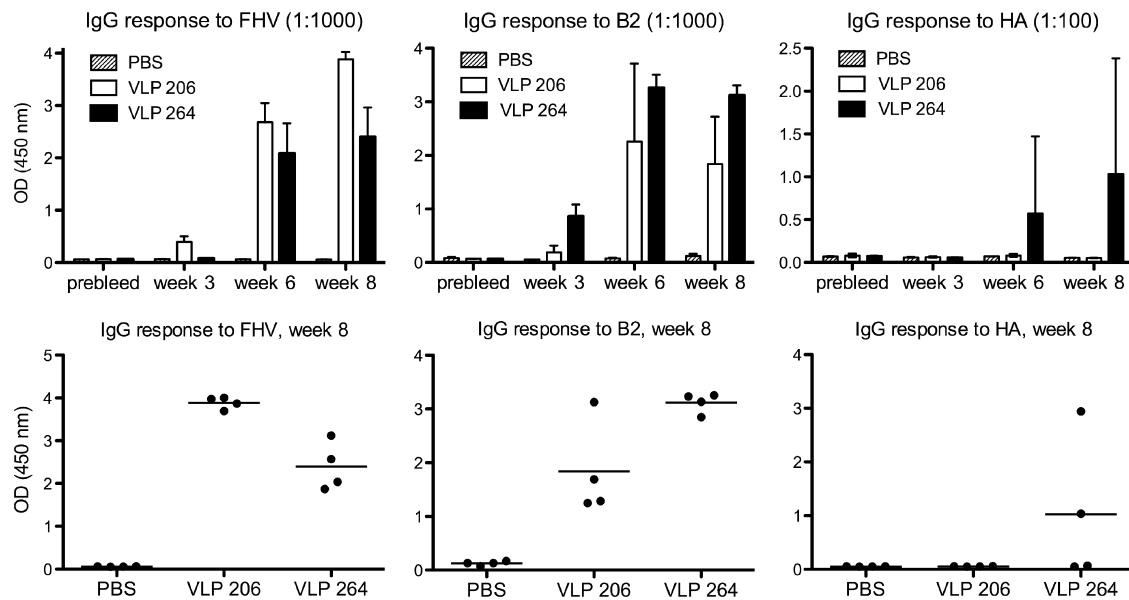 IgG response to FHV (1:1000)
OD (450 nm)
4
3
2
1
0
PBS
VLP 206
VLP 264
prebleed week 3 week 6 week 8
IgG response to B2 (1:1000)
4
3
2
1
0
PBS
VLP 206
VLP 264
prebleed week 3 week 6 week 8
IgG response to HA (1:100)
2.5
2.0
1.5
1.0
0.5
0.0
PBS
VLP 206
VLP 264
prebleed week 3 week 6 week 8
IgG response to FHV, week 8
OD (450 nm)
5
4
3
2
1
0
PBS VLP 206 VLP 264
IgG response to B2, week 8
4
3
2
1
0
PBS VLP 206 VLP 264
IgG response to HA, week 8
4
3
2
1
0
PBS VLP 206 VLP 264